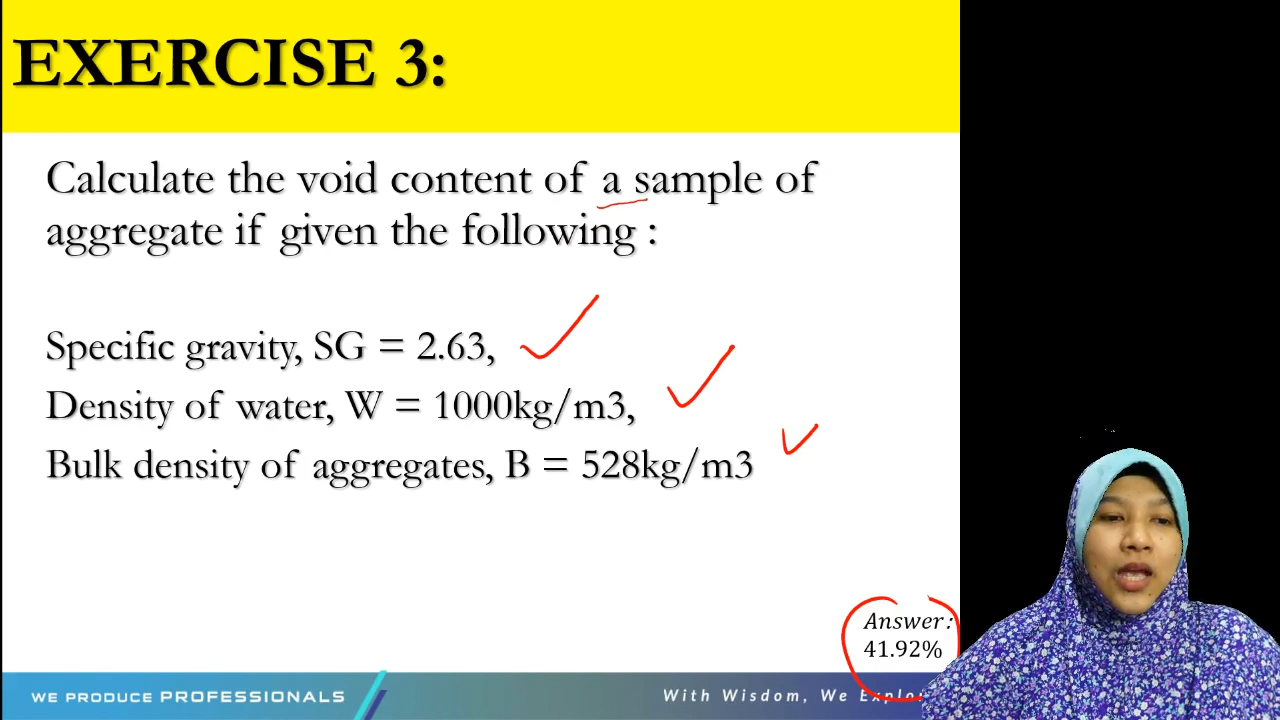 EXERCISE 3:
Calculate the void content of a sample of
aggregate if given the following :
Specific gravity, SG = 2.63,
Density of water, W = 1000kg/m3,
Bulk density of aggregates, B = 528kg/m3
Answer:
41.92%
WE PRODUCE PROFESSIONALS
With Wisdom, We Explo